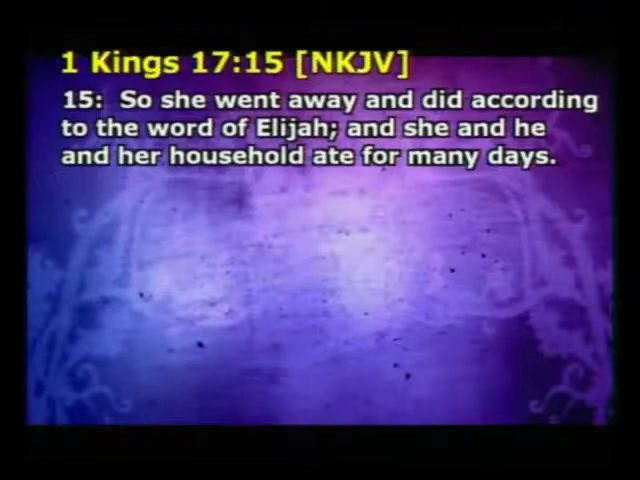 1 Kings 17:15 [NKJV]
15:  So she went away and did according
to the word of Elijah; and she and he
and her household ate for many days.